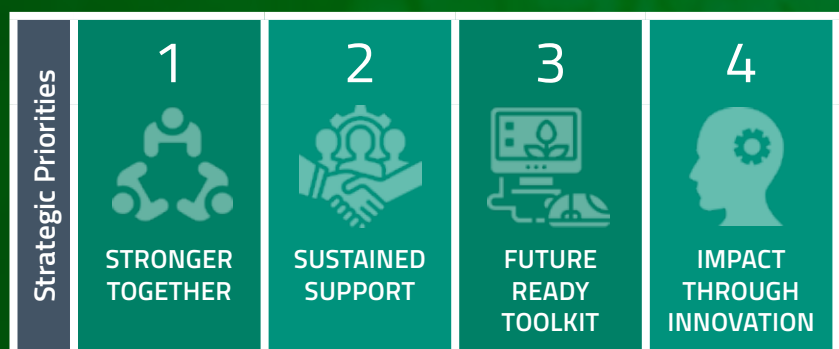 Strategic Priorities
1
STRONGER
TOGETHER
2
SUSTAINED
SUPPORT
3
FUTURE
READY
TOOLKIT
4
IMPACT
THROUGH
INNOVATION